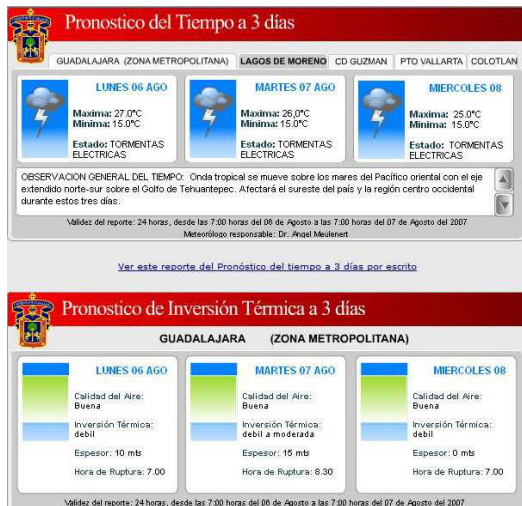 Pronostico del Tiempo a 3 días
GUADALAJARA (ZONA METROPOLITANA) LAGOS DE MORENO CD GUZMAN PTO VALLARTA COLOTLAN
LUNES 06 AGO
Maxima: 27.0°C
Minima: 15.0°C
Estado: TORMENTAS
ELECTRICAS
MARTES 07 AGO
Maxima: 26,0°C
Minima: 15.0°C
Estado: TORMENTAS
ELECTRICAS
MIERCOLES 08
Maxima: 25.0°C
Minima: 15.0°C
Estado: TORMENTAS
ELECTRICAS
OBSERVACION GENERAL DEL TIEMPO: Onda tropical se mueve sobre los mares del Pacífico oriental con el eje
extendido norte-sur sobre el Golfo de Tehuantepec. Afectará el sureste del país y la región centro occidental
durante estos tres días.
Validez del reporte: 24 horas, desde las 7:00 horas del 06 de Agosto a las 7:00 horas del 07 de Agosto del 2007
Meteorólogo responsable: Dr. Angel Meulenert
Ver este reporte del Pronóstico del tiempo a 3 días por escrito
Pronostico de Inversión Térmica a 3 días
GUADALAJARA (ZONA METROPOLITANA)
LUNES 06 AGO
Calidad del Aire:
Buena
Inversión Térmica:
debil
Espesor: 10 mts
Hora de Ruptura: 7.00
MARTES 07 AGO
Calidad del Aire:
Buena
Inversión Térmica:
debil a moderada
Espesor: 15 mts
Hora de Ruptura: 8.30
MIERCOLES 08
Calidad del Aire:
Buena
Inversión Térmica:
debil
Espesor: 0 mts
Hora de Ruptura: 7.00
Validez del reporte: 24 horas, desde las 7:00 horas del 06 de Agosto a las 7:00 horas del 07 de Agosto del 2007